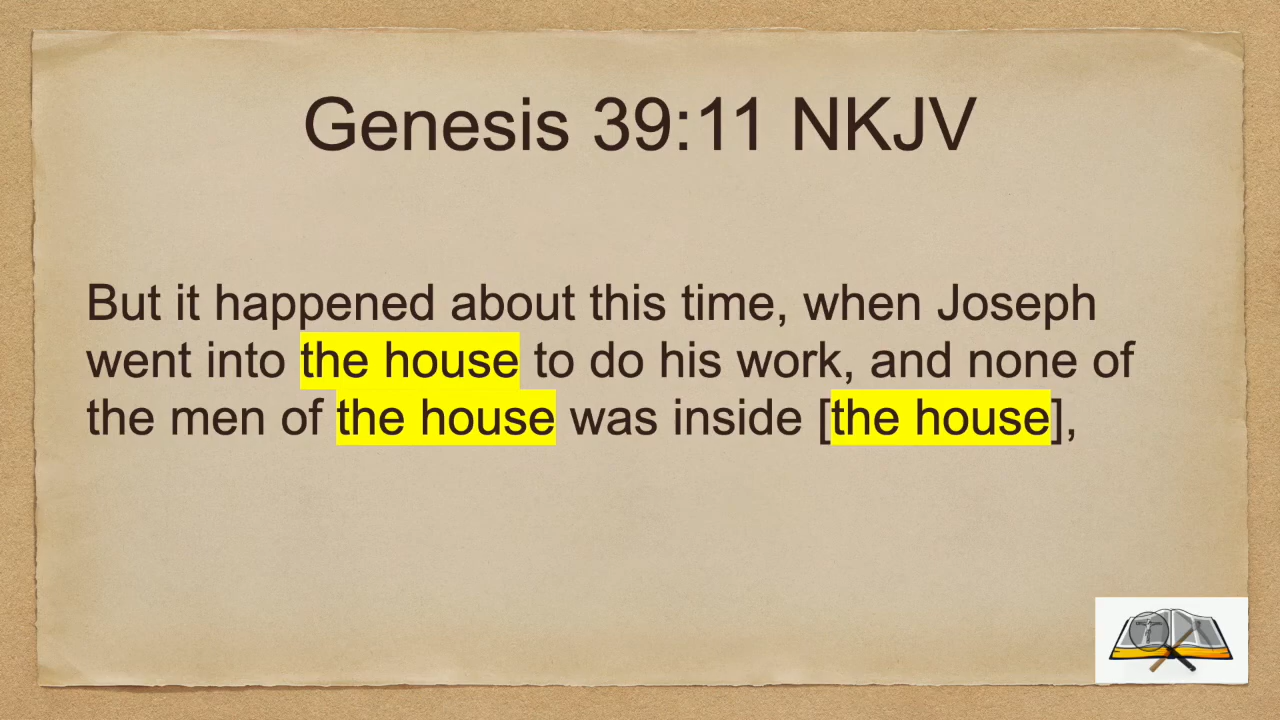 Genesis 39:11 NKJV
But it happened about this time, when Joseph
went into the house to do his work, and none of
the men of the house was inside [the house],